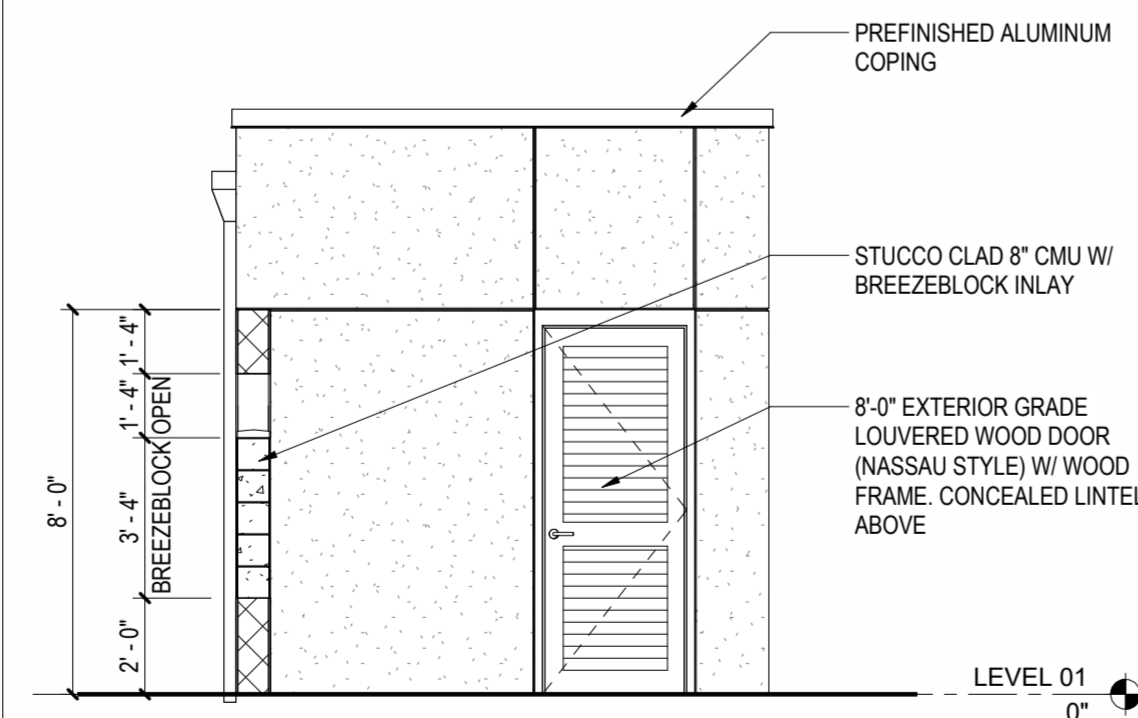 PREFINISHED ALUMINUM
COPING
STUCCO CLAD 8" CMU W/
BREEZEBLOCK INLAY
8'-0" EXTERIOR GRADE
LOUVERED WOOD DOOR
(NASSAU STYLE) W/ WOOD
FRAME. CONCEALED LINTEL
ABOVE
8' - 0"
1' - 4"
1' - 4"
OPEN
3' - 4"
BREEZEBLOCK
2' - 0"
LEVEL 01
0"